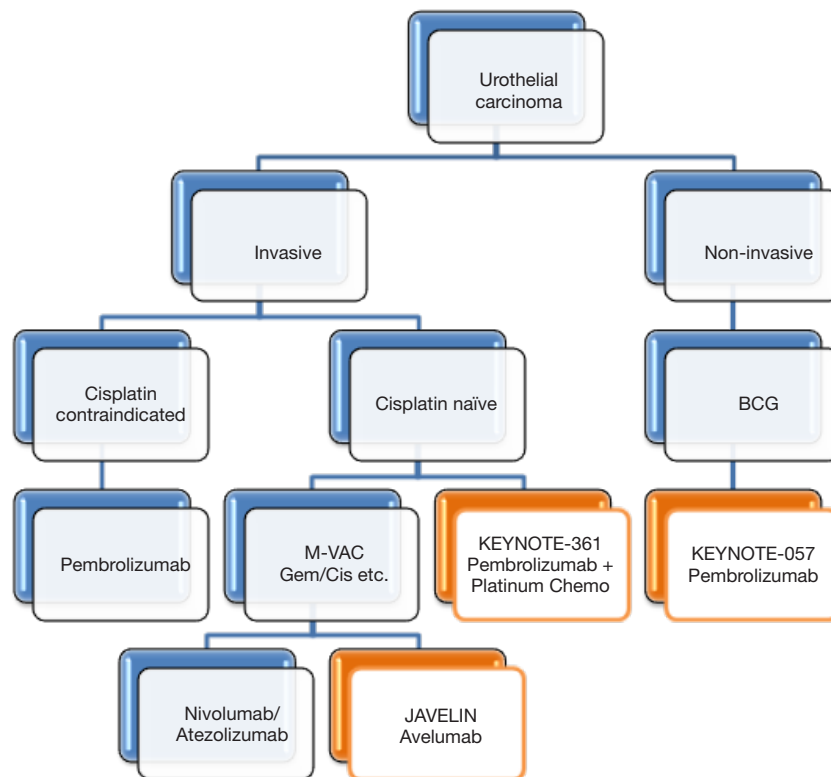 Urothelial
carcinoma
Invasive
Non-invasive
Cisplatin
contraindicated
Cisplatin naïve
BCG
Pembrolizumab
M-VAC
Gem/Cis etc.
KEYNOTE-361
Pembrolizumab +
Platinum Chemo
KEYNOTE-057
Pembrolizumab
Nivolumab/
Atezolizumab
JAVELIN
Avelumab